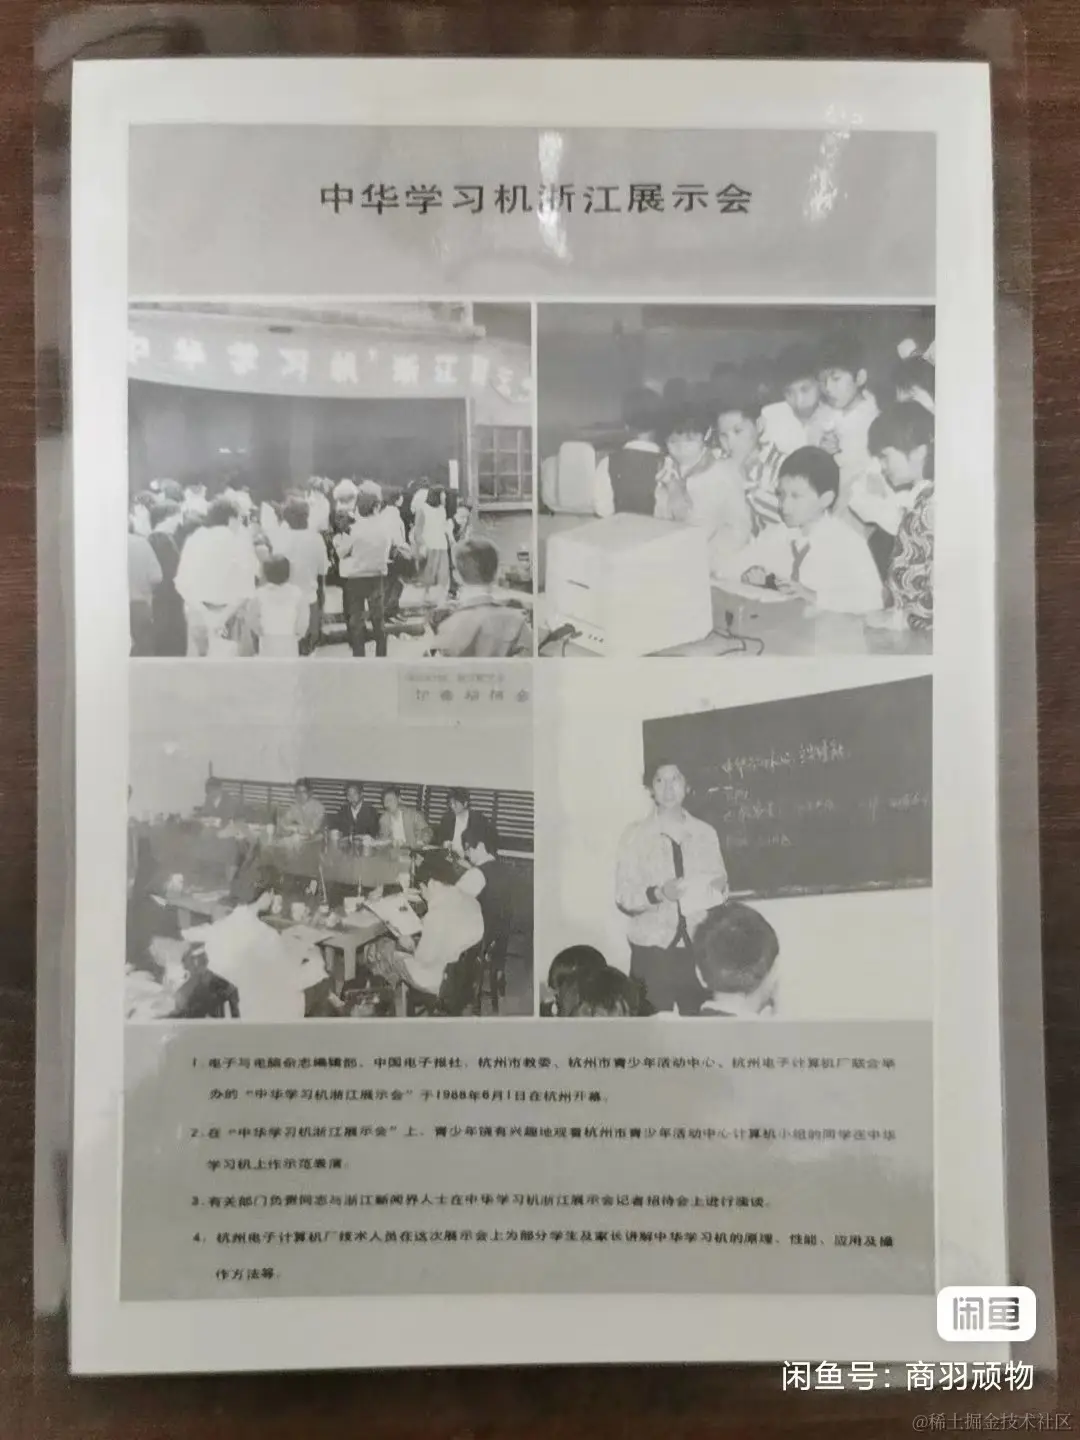 中华学习机浙江展示会
记者招待会
1. 电子与电脑杂志编辑部、中国电子报社、杭州市教委、杭州市青少年活动中心、杭州电子计算机厂联合举
办的“中华学习机浙江展示会”于1988年6月1日在杭州开幕。
2. 在“中华学习机浙江展示会”上，青少年饶有兴趣地观看杭州市青少年活动中心计算机小组的同学在中华
学习机上作示范表演。
3. 有关部门负责同志与浙江新闻界人士在中华学习机浙江展示会记者招待会上进行座谈。
4. 杭州电子计算机厂技术人员在这次展示会上为部分学生及家长讲解中华学习机的原理、性能、应用及操
作方法等。
闲鱼
闲鱼号：商羽顽物
@稀土掘金技术社区